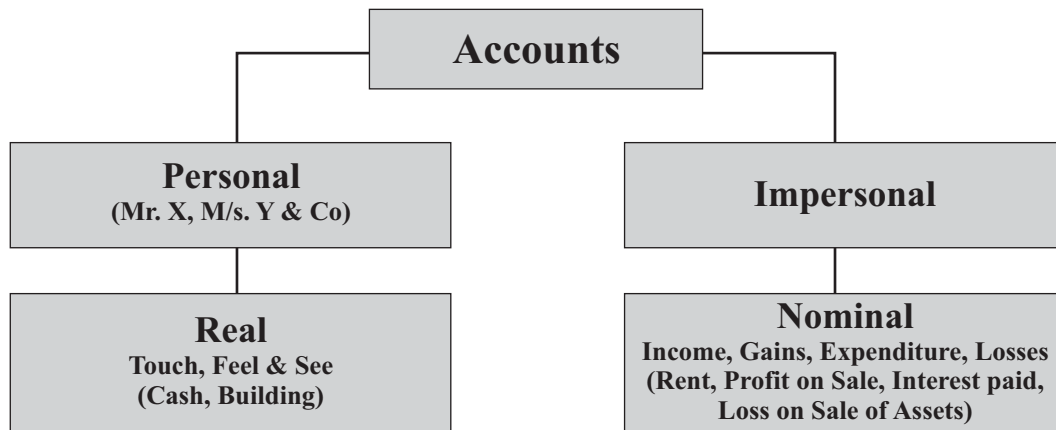 Accounts
Personal
(Mr. X, M/s. Y & Co)
Impersonal
Real
Touch, Feel & See
(Cash, Building)
Nominal
Income, Gains, Expenditure, Losses
(Rent, Profit on Sale, Interest paid,
Loss on Sale of Assets)